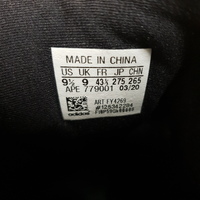 MADE IN CHINA
US UK FR JP CHN
9½ 9 43⅓ 275 265
APE 779001 03/20
ART FY4269
adidas